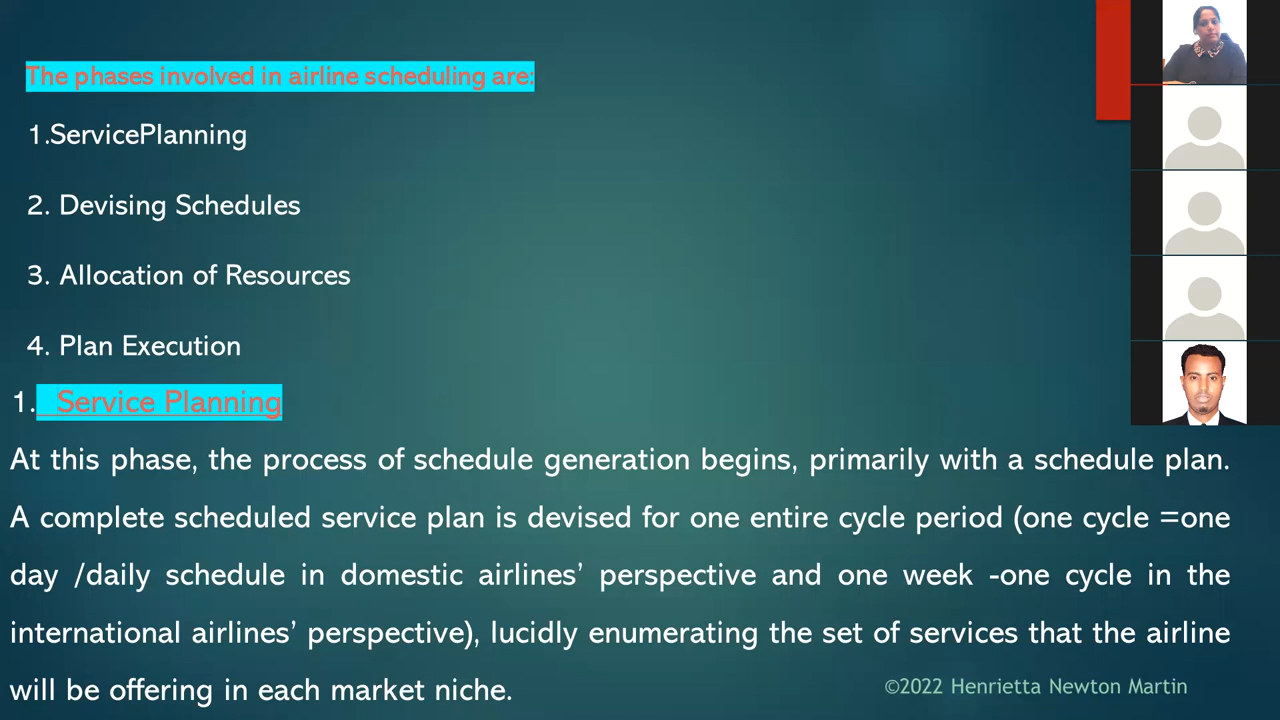 The phases involved in airline scheduling are:
1.ServicePlanning
2. Devising Schedules
3. Allocation of Resources
4. Plan Execution
1. Service Planning
At this phase, the process of schedule generation begins, primarily with a schedule plan.
A complete scheduled service plan is devised for one entire cycle period (one cycle =one
day /daily schedule in domestic airlines’ perspective and one week -one cycle in the
international airlines’ perspective), lucidly enumerating the set of services that the airline
will be offering in each market niche.
©2022 Henrietta Newton Martin